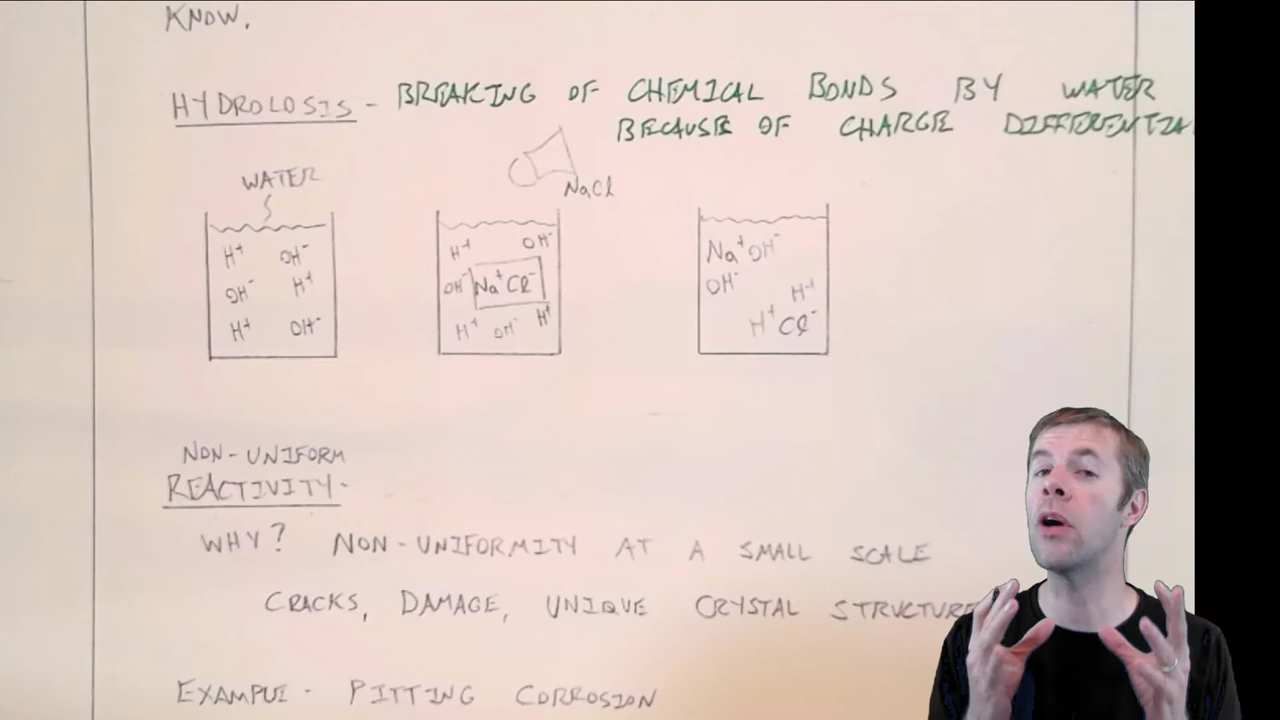 KNOW.
HYDROLOSIS - BREAKING OF CHEMICAL BONDS BY WATER
BECAUSE OF CHARGE DIFFERENTIA
WATER
NaCl
H⁺ OH⁻
OH⁻ H⁺
H⁺ OH⁻
H⁺ OH⁻
OH⁻ Na⁺Cl⁻
H⁺ OH⁻ H⁺
Na⁺OH⁻
OH⁻
H⁺
H⁺Cl⁻
NON-UNIFORM
REACTIVITY-
WHY? NON-UNIFORMITY AT A SMALL SCALE
CRACKS, DAMAGE, UNIQUE CRYSTAL STRUCTURE
EXAMPLE - PITTING CORROSION